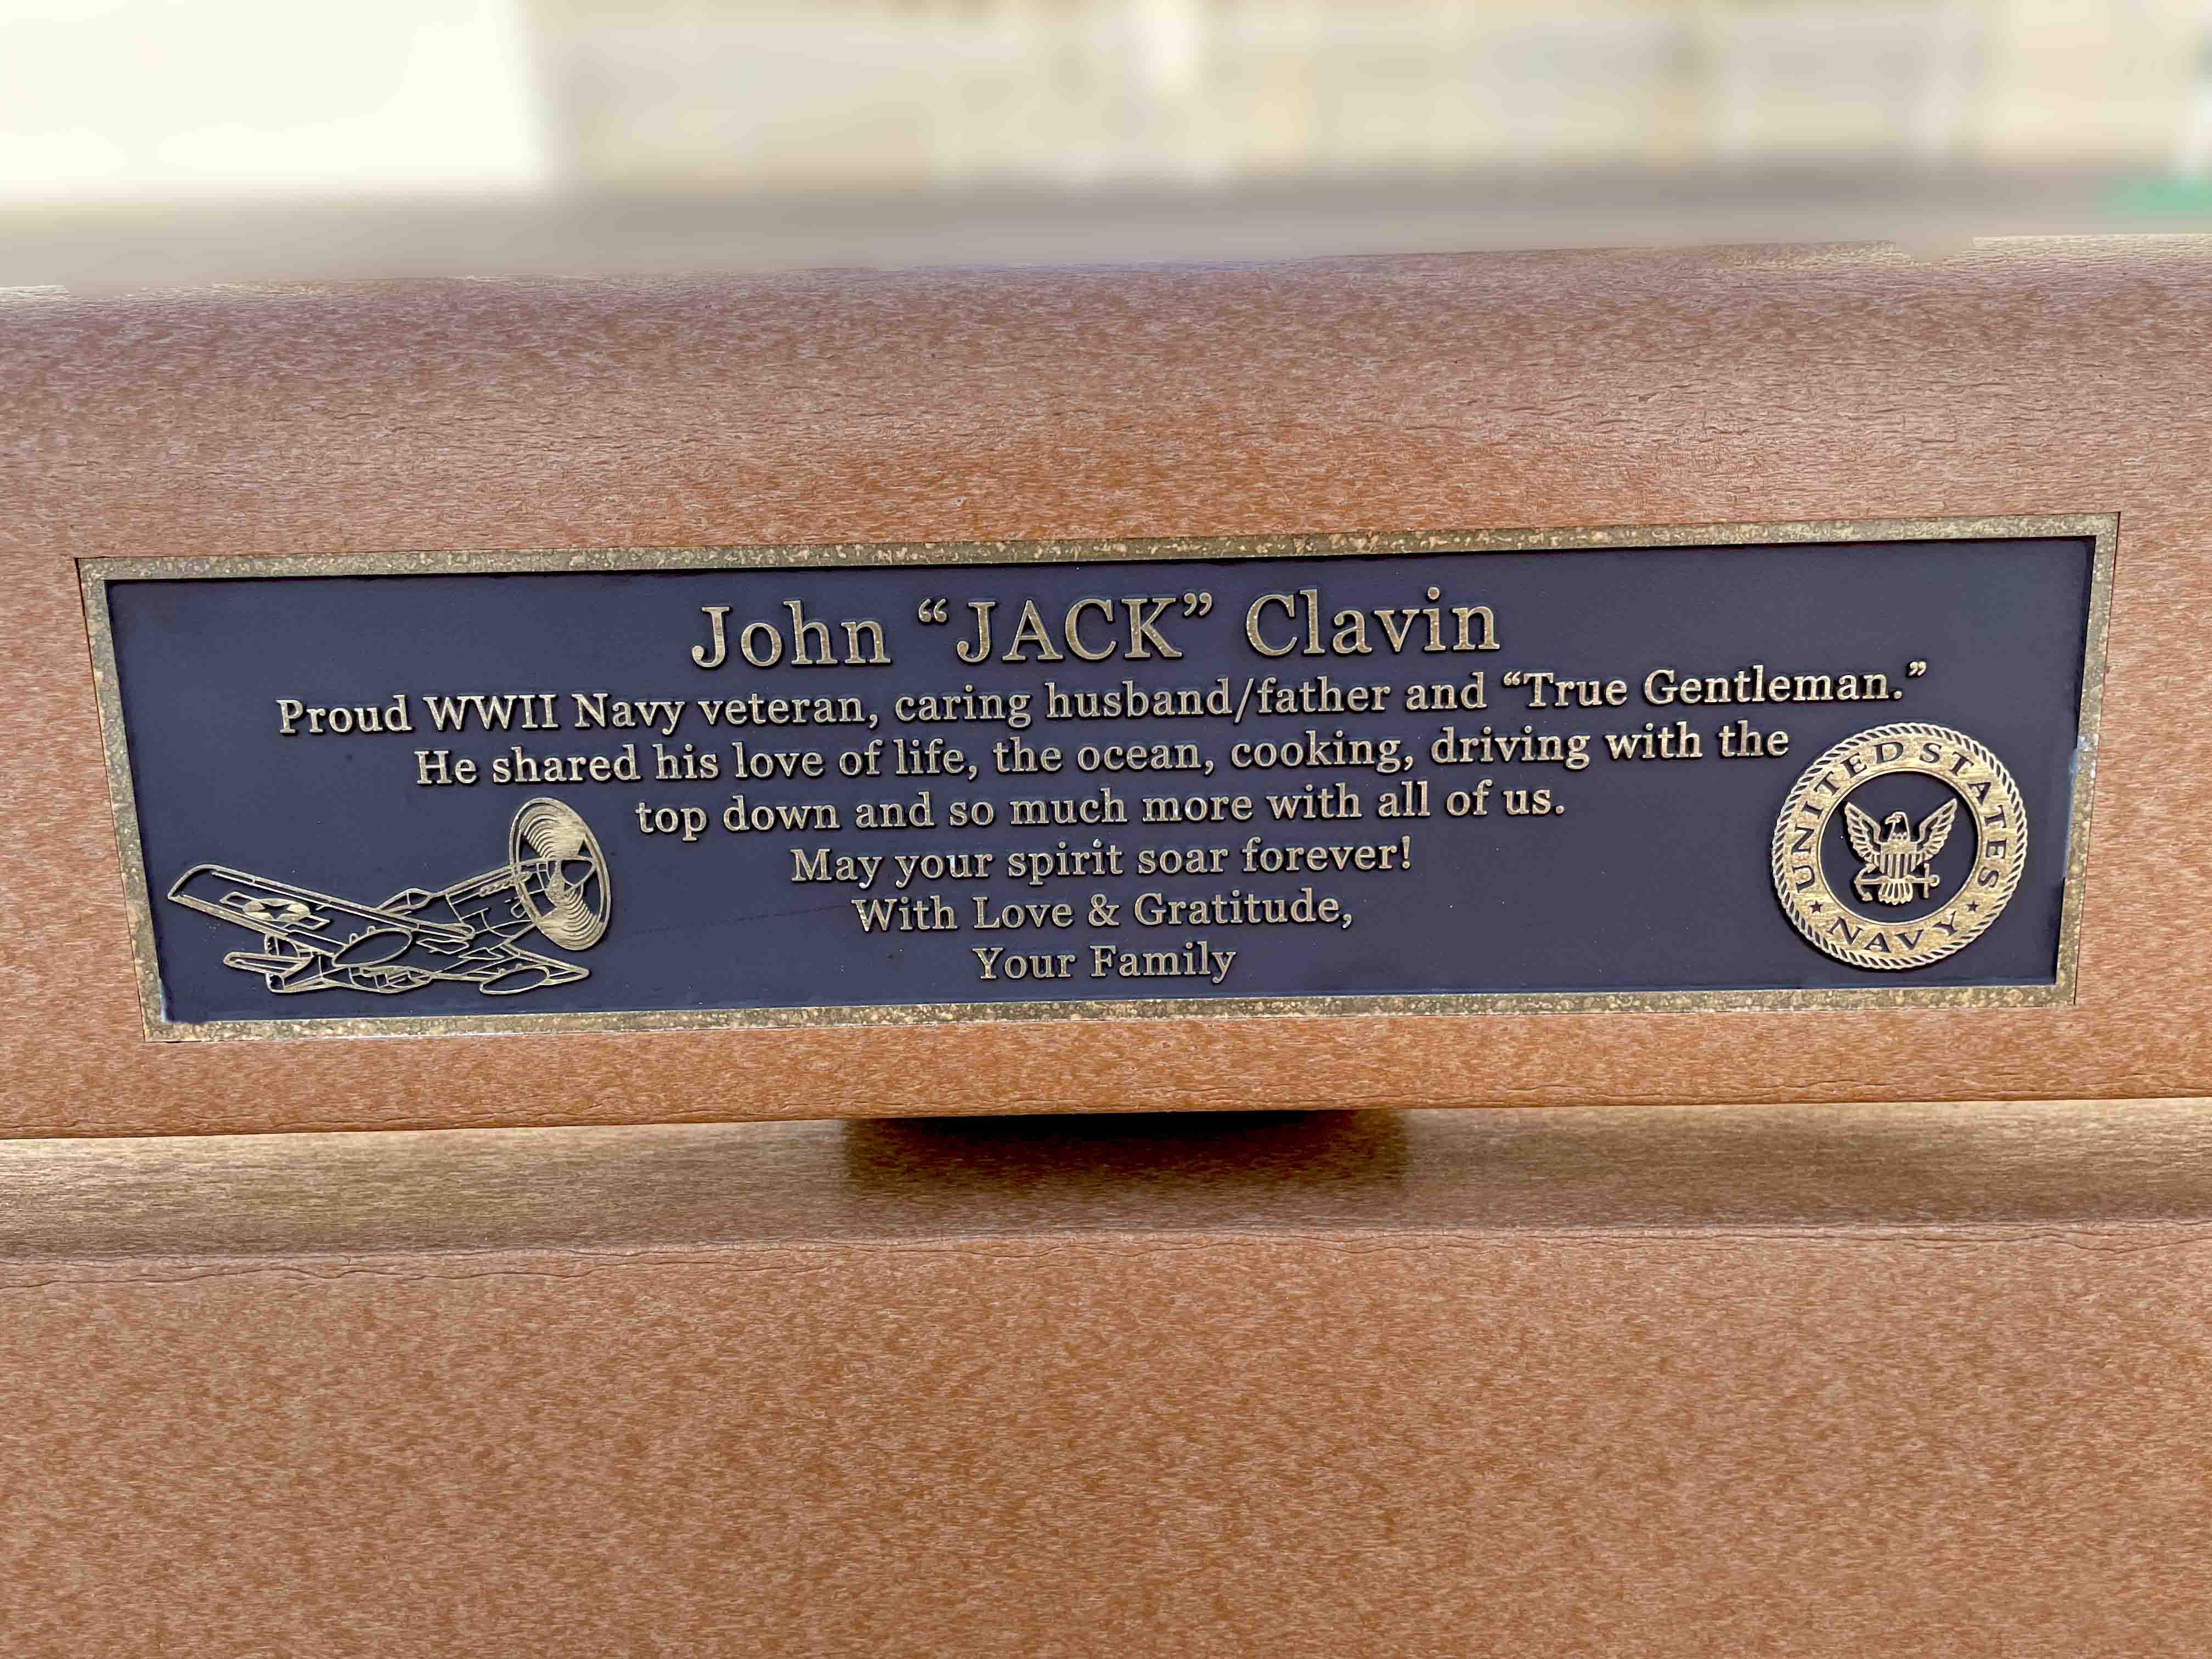 John “JACK” Clavin
Proud WWII Navy veteran, caring husband/father and “True Gentleman.”
He shared his love of life, the ocean, cooking, driving with the
top down and so much more with all of us.
May your spirit soar forever!
With Love & Gratitude,
Your Family
UNITED STATES
NAVY